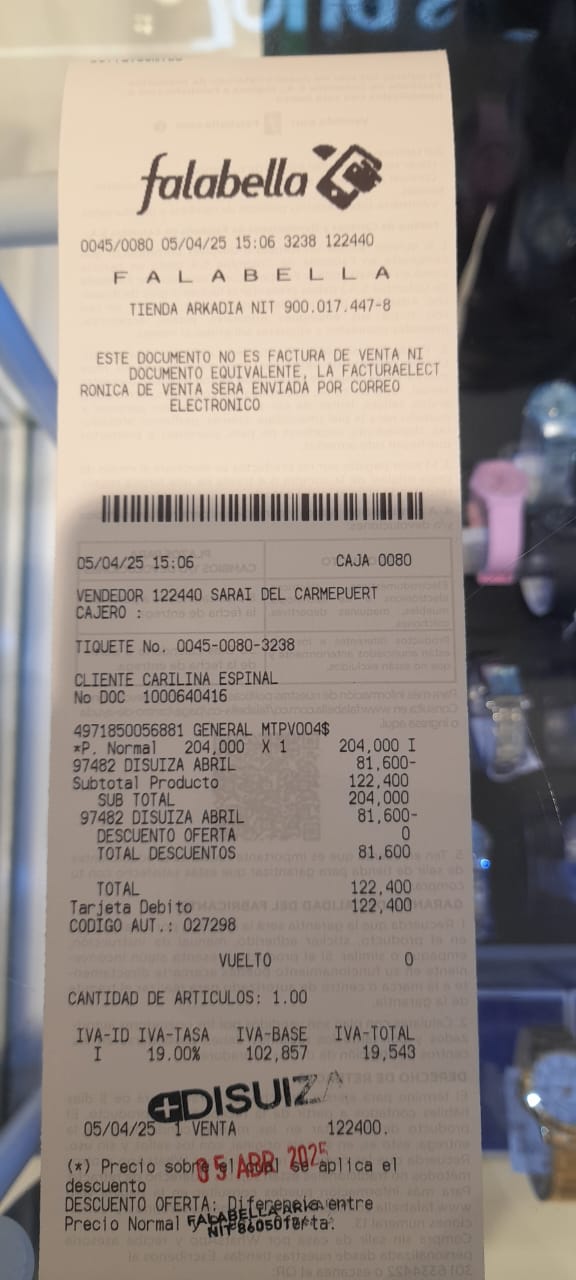 falabella
0045/0080 05/04/25 15:06 3238 122440
F A L A B E L L A
TIENDA ARKADIA NIT 900.017.447-8
ESTE DOCUMENTO NO ES FACTURA DE VENTA NI
DOCUMENTO EQUIVALENTE, LA FACTURAELECT
RONICA DE VENTA SERA ENVIADA POR CORREO
ELECTRONICO
05/04/25 15:06 CAJA 0080
VENDEDOR 122440 SARAI DEL CARMEPUERT
CAJERO :
TIQUETE No. 0045-0080-3238
CLIENTE CARILINA ESPINAL
No DOC 1000640416
4971850056881 GENERAL MTPV004$
*P. Normal 204,000 X 1 204,000 I
97482 DISUIZA ABRIL 81,600-
Subtotal Producto 122,400
SUB TOTAL 204,000
97482 DISUIZA ABRIL 81,600-
DESCUENTO OFERTA 0
TOTAL DESCUENTOS 81,600
TOTAL 122,400
Tarjeta Debito 122,400
CODIGO AUT.: 027298
VUELTO 0
CANTIDAD DE ARTICULOS: 1.00
IVA-ID IVA-TASA IVA-BASE IVA-TOTAL
I 19.00% 102,857 19,543
DISUIZA
05/04/25 1 VENTA 122400.
(*) Precio sobre el cual se aplica el
05 ABR 2025
descuento
DESCUENTO OFERTA: Diferencia entre
Precio Normal
FALABELLA ARKADIA